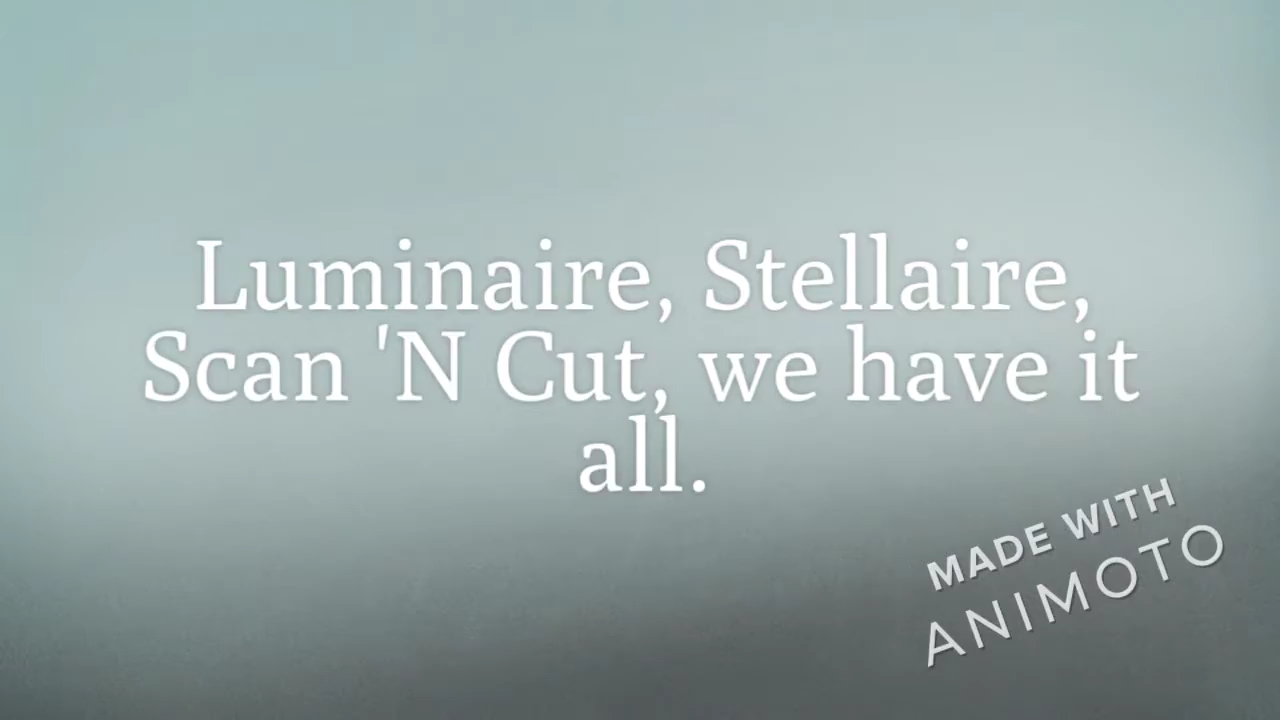 Luminaire, Stellaire,
Scan 'N Cut, we have it
all.
MADE WITH
ANIMOTO